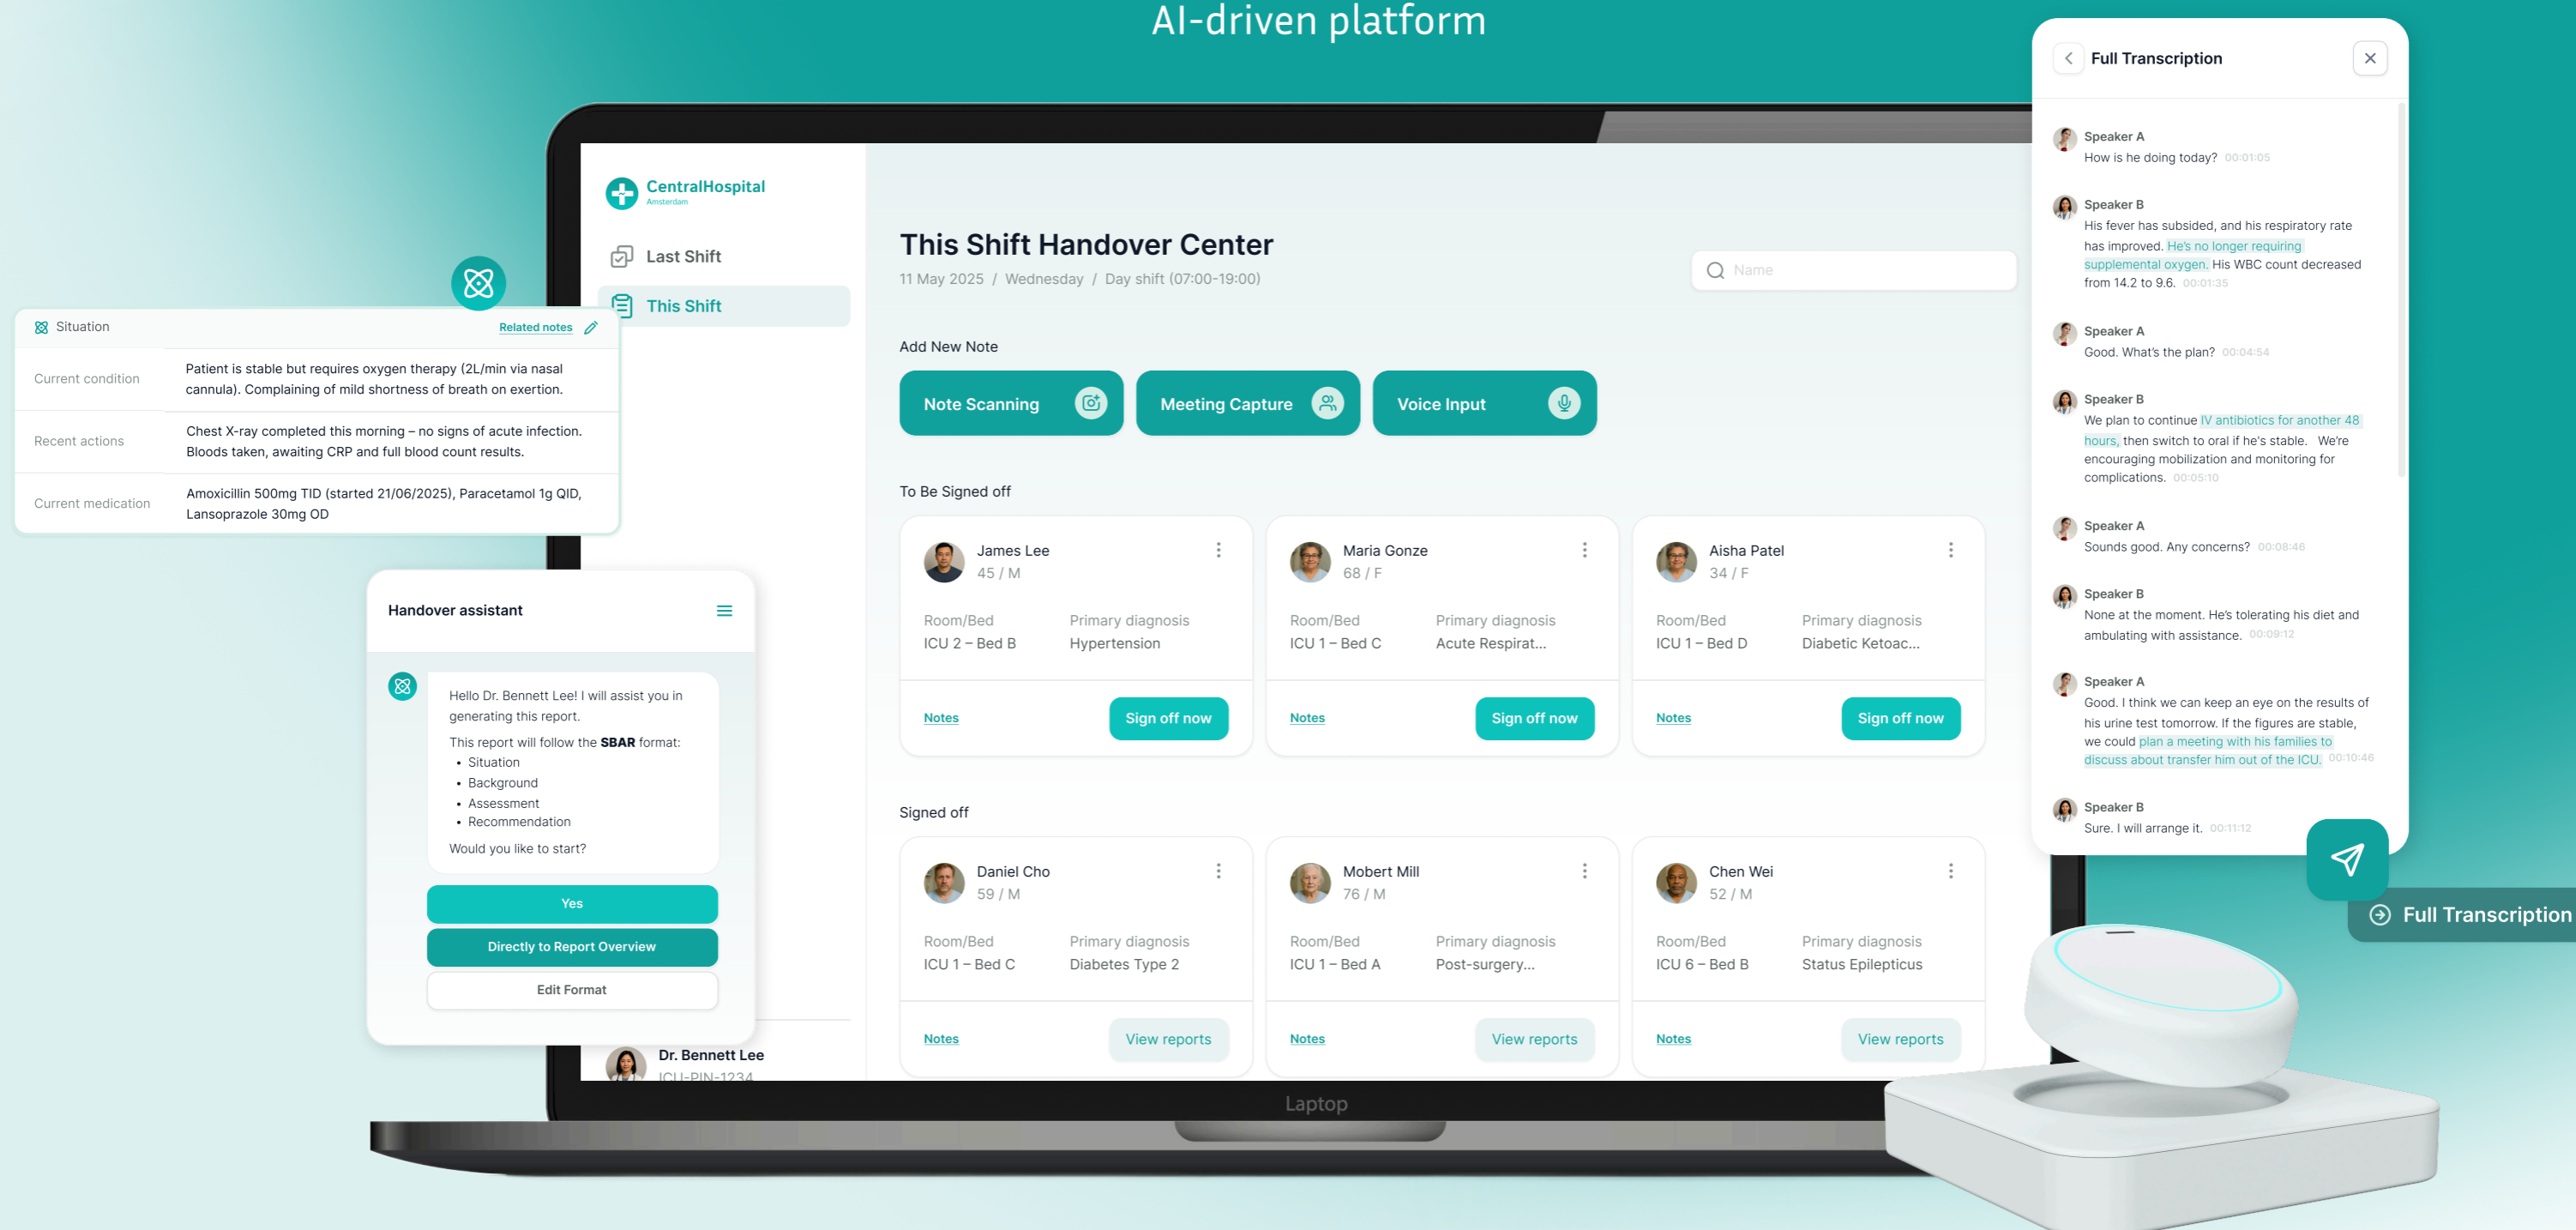 AI-driven platform
Situation
Related notes
Current condition
Patient is stable but requires oxygen therapy (2L/min via nasal
cannula). Complaining of mild shortness of breath on exertion.
Recent actions
Chest X-ray completed this morning – no signs of acute infection.
Bloods taken, awaiting CRP and full blood count results.
Current medication
Amoxicillin 500mg TID (started 21/06/2025), Paracetamol 1g QID,
Lansoprazole 30mg OD
Handover assistant
Hello Dr. Bennett Lee! I will assist you in
generating this report.
This report will follow the SBAR format:
• Situation
• Background
• Assessment
• Recommendation
Would you like to start?
Yes
Directly to Report Overview
Edit Format
CentralHospital
Amsterdam
Last Shift
This Shift
Dr. Bennett Lee
ICU-PIN-1234
This Shift Handover Center
11 May 2025 / Wednesday / Day shift (07:00-19:00)
Name
Add New Note
Note Scanning
Meeting Capture
Voice Input
To Be Signed off
James Lee
45 / M
Room/Bed
Primary diagnosis
ICU 2 – Bed B
Hypertension
Notes
Sign off now
Maria Gonze
68 / F
Room/Bed
Primary diagnosis
ICU 1 – Bed C
Acute Respirat...
Notes
Sign off now
Aisha Patel
34 / F
Room/Bed
Primary diagnosis
ICU 1 – Bed D
Diabetic Ketoac...
Notes
Sign off now
Signed off
Daniel Cho
59 / M
Room/Bed
Primary diagnosis
ICU 1 – Bed C
Diabetes Type 2
Notes
View reports
Mobert Mill
76 / M
Room/Bed
Primary diagnosis
ICU 1 – Bed A
Post-surgery...
Notes
View reports
Chen Wei
52 / M
Room/Bed
Primary diagnosis
ICU 6 – Bed B
Status Epilepticus
Notes
View reports
Laptop
Full Transcription
Speaker A
How is he doing today? 00:01:05
Speaker B
His fever has subsided, and his respiratory rate
has improved. He's no longer requiring
supplemental oxygen. His WBC count decreased
from 14.2 to 9.6. 00:01:35
Speaker A
Good. What's the plan? 00:04:54
Speaker B
We plan to continue IV antibiotics for another 48
hours, then switch to oral if he's stable. We're
encouraging mobilization and monitoring for
complications. 00:05:10
Speaker A
Sounds good. Any concerns? 00:08:46
Speaker B
None at the moment. He's tolerating his diet and
ambulating with assistance. 00:09:12
Speaker A
Good. I think we can keep an eye on the results of
his urine test tomorrow. If the figures are stable,
we could plan a meeting with his families to
discuss about transfer him out of the ICU. 00:10:46
Speaker B
Sure. I will arrange it. 00:11:12
Full Transcription